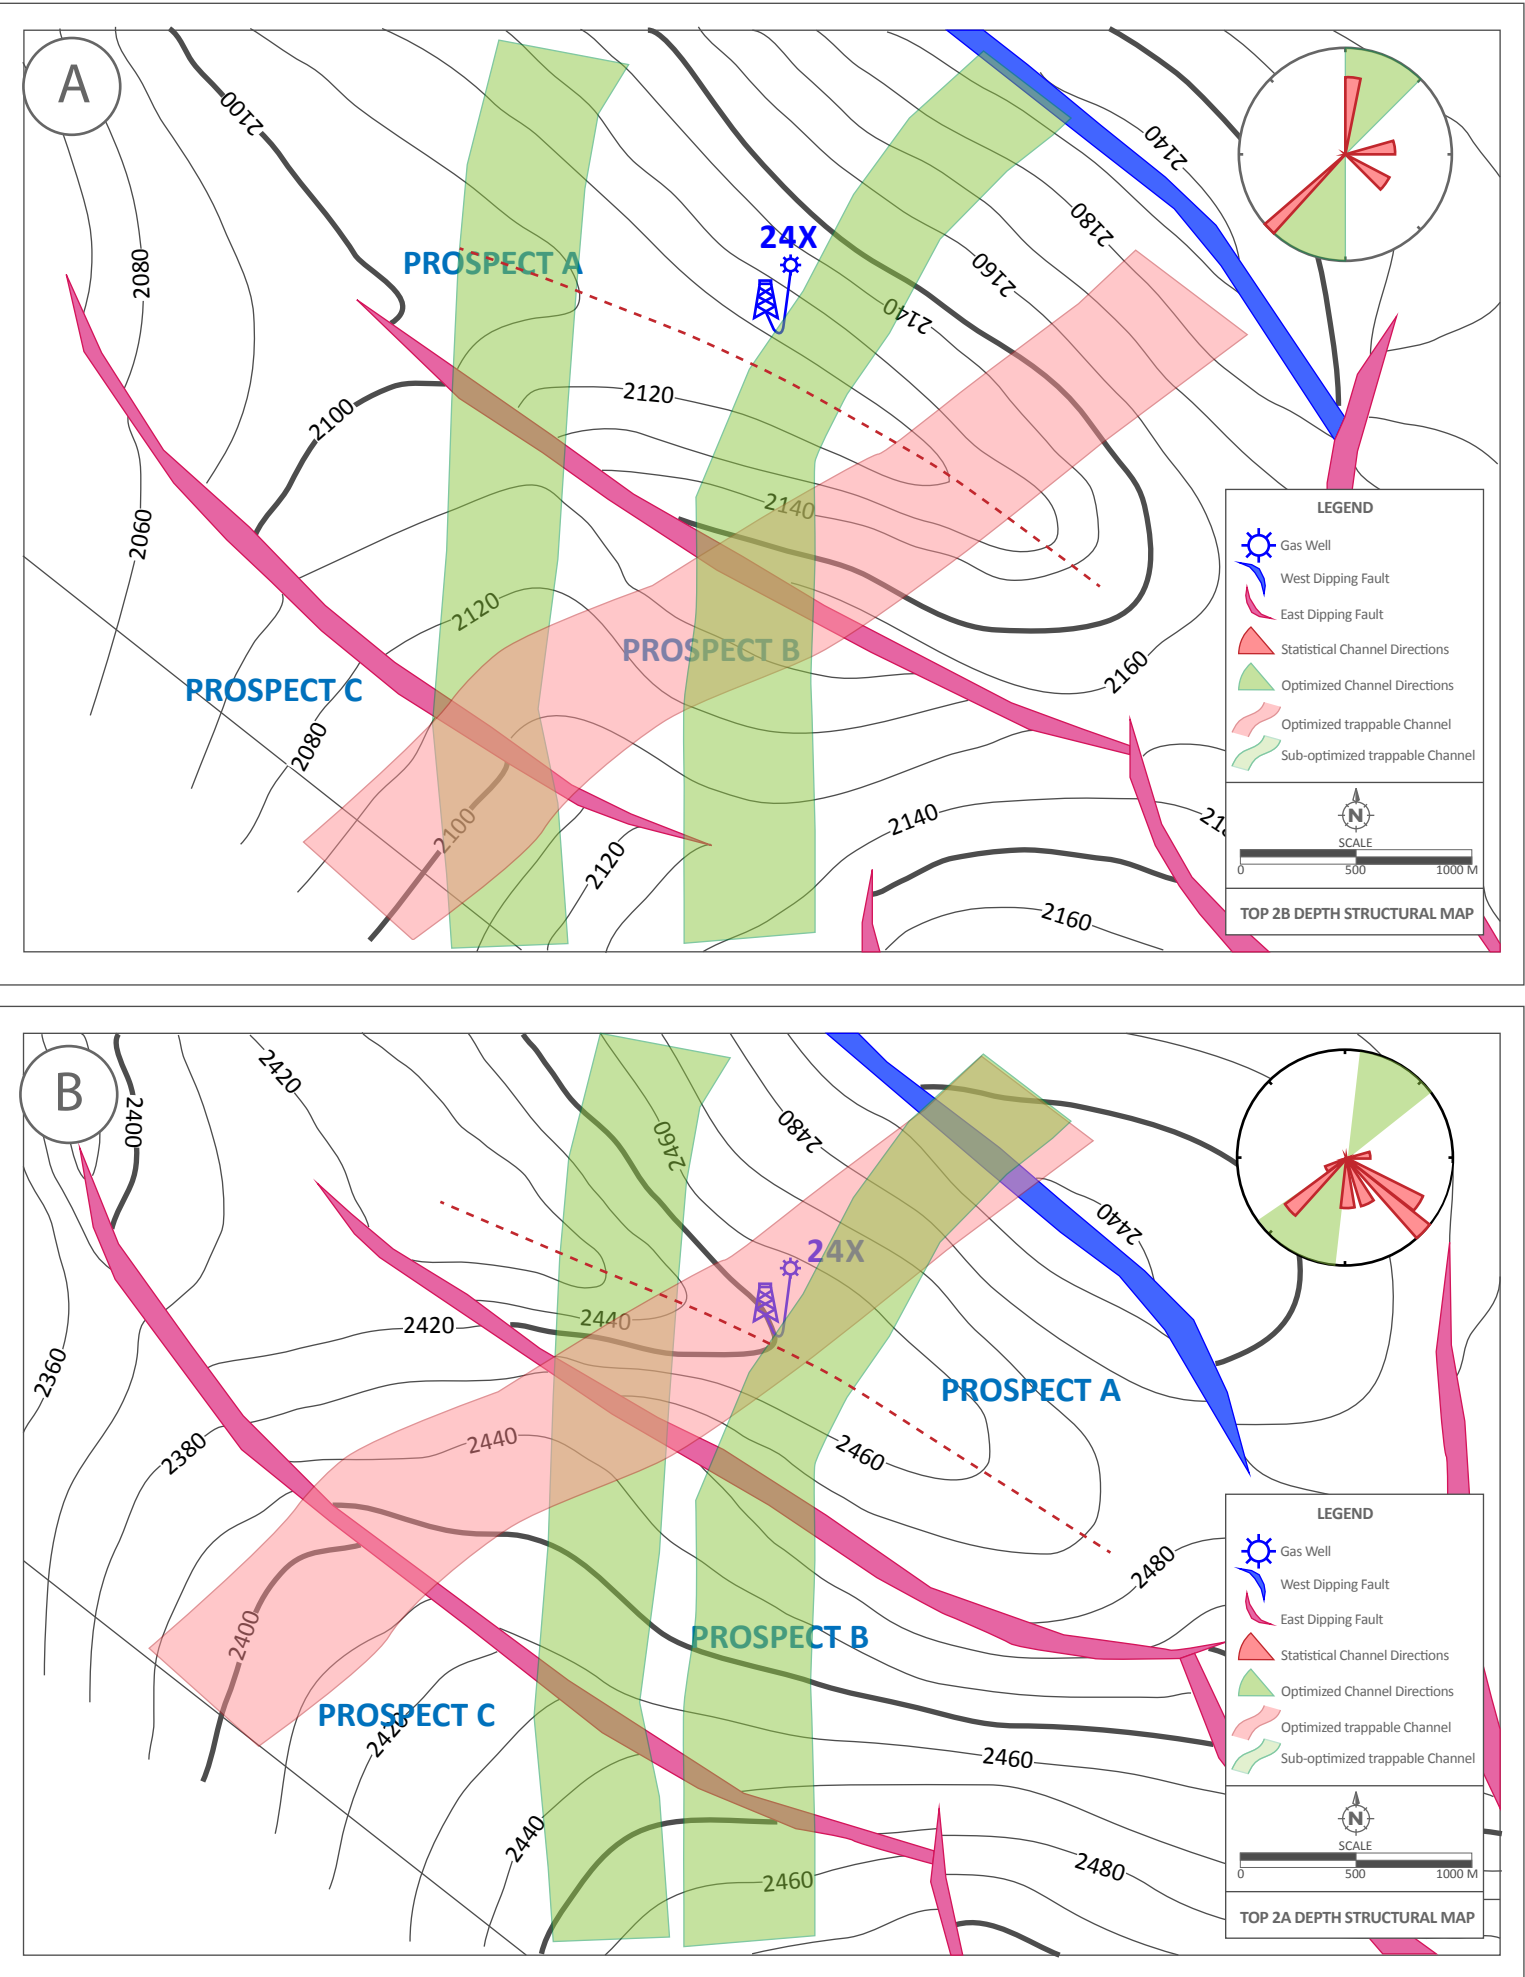 A
2100
2140
2080
PROSPECT A
24X
2180
2160
2140
2120
2100
2140
2060
2120
PROSPECT B
PROSPECT C
2160
2080
2100
2140
2120
2160
LEGEND
Gas Well
West Dipping Fault
East Dipping Fault
Statistical Channel Directions
Optimized Channel Directions
Optimized trappable Channel
Sub-optimized trappable Channel
N
SCALE
0 500 1000 M
TOP 2B DEPTH STRUCTURAL MAP
B
2420
2400
2460
2480
2440
24X
2440
2420
2360
PROSPECT A
2380
2440
2460
2480
2400
PROSPECT B
PROSPECT C
2420
2460
2440
2460
2480
LEGEND
Gas Well
West Dipping Fault
East Dipping Fault
Statistical Channel Directions
Optimized Channel Directions
Optimized trappable Channel
Sub-optimized trappable Channel
N
SCALE
0 500 1000 M
TOP 2A DEPTH STRUCTURAL MAP